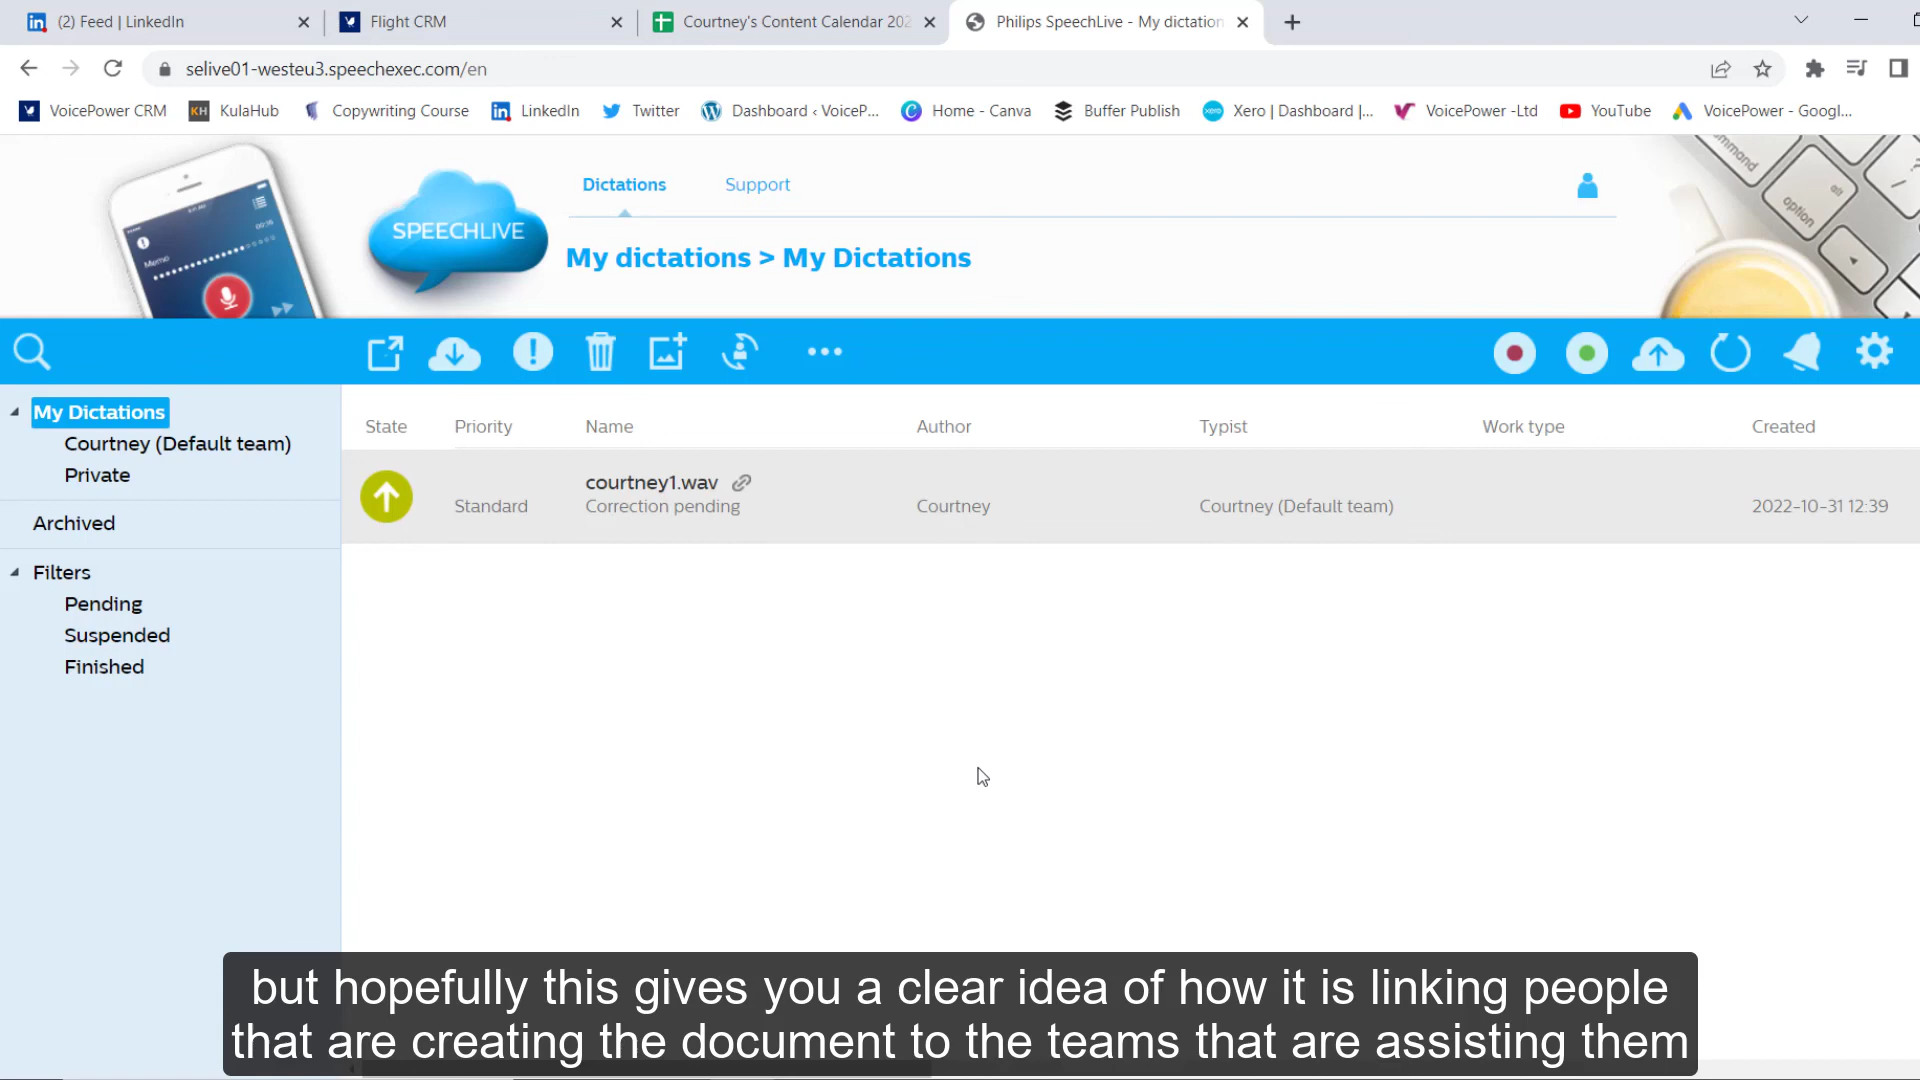 (2) Feed | LinkedIn
Flight CRM
Courtney's Content Calendar 202
Philips SpeechLive - My dictation
selive01-westeu3.speechexec.com/en
VoicePower CRM
KH KulaHub
Copywriting Course
LinkedIn
Twitter
Dashboard ‹ VoiceP...
Home - Canva
Buffer Publish
Xero | Dashboard |...
VoicePower -Ltd
YouTube
VoicePower - Googl...
Memo
SPEECHLIVE
Dictations
Support
My dictations > My Dictations
ommand
alt
option
My Dictations
Courtney (Default team)
Private
Archived
Filters
Pending
Suspended
Finished
State Priority Name Author Typist Work type Created
courtney1.wav
Standard Correction pending Courtney Courtney (Default team) 2022-10-31 12:39
but hopefully this gives you a clear idea of how it is linking people
that are creating the document to the teams that are assisting them